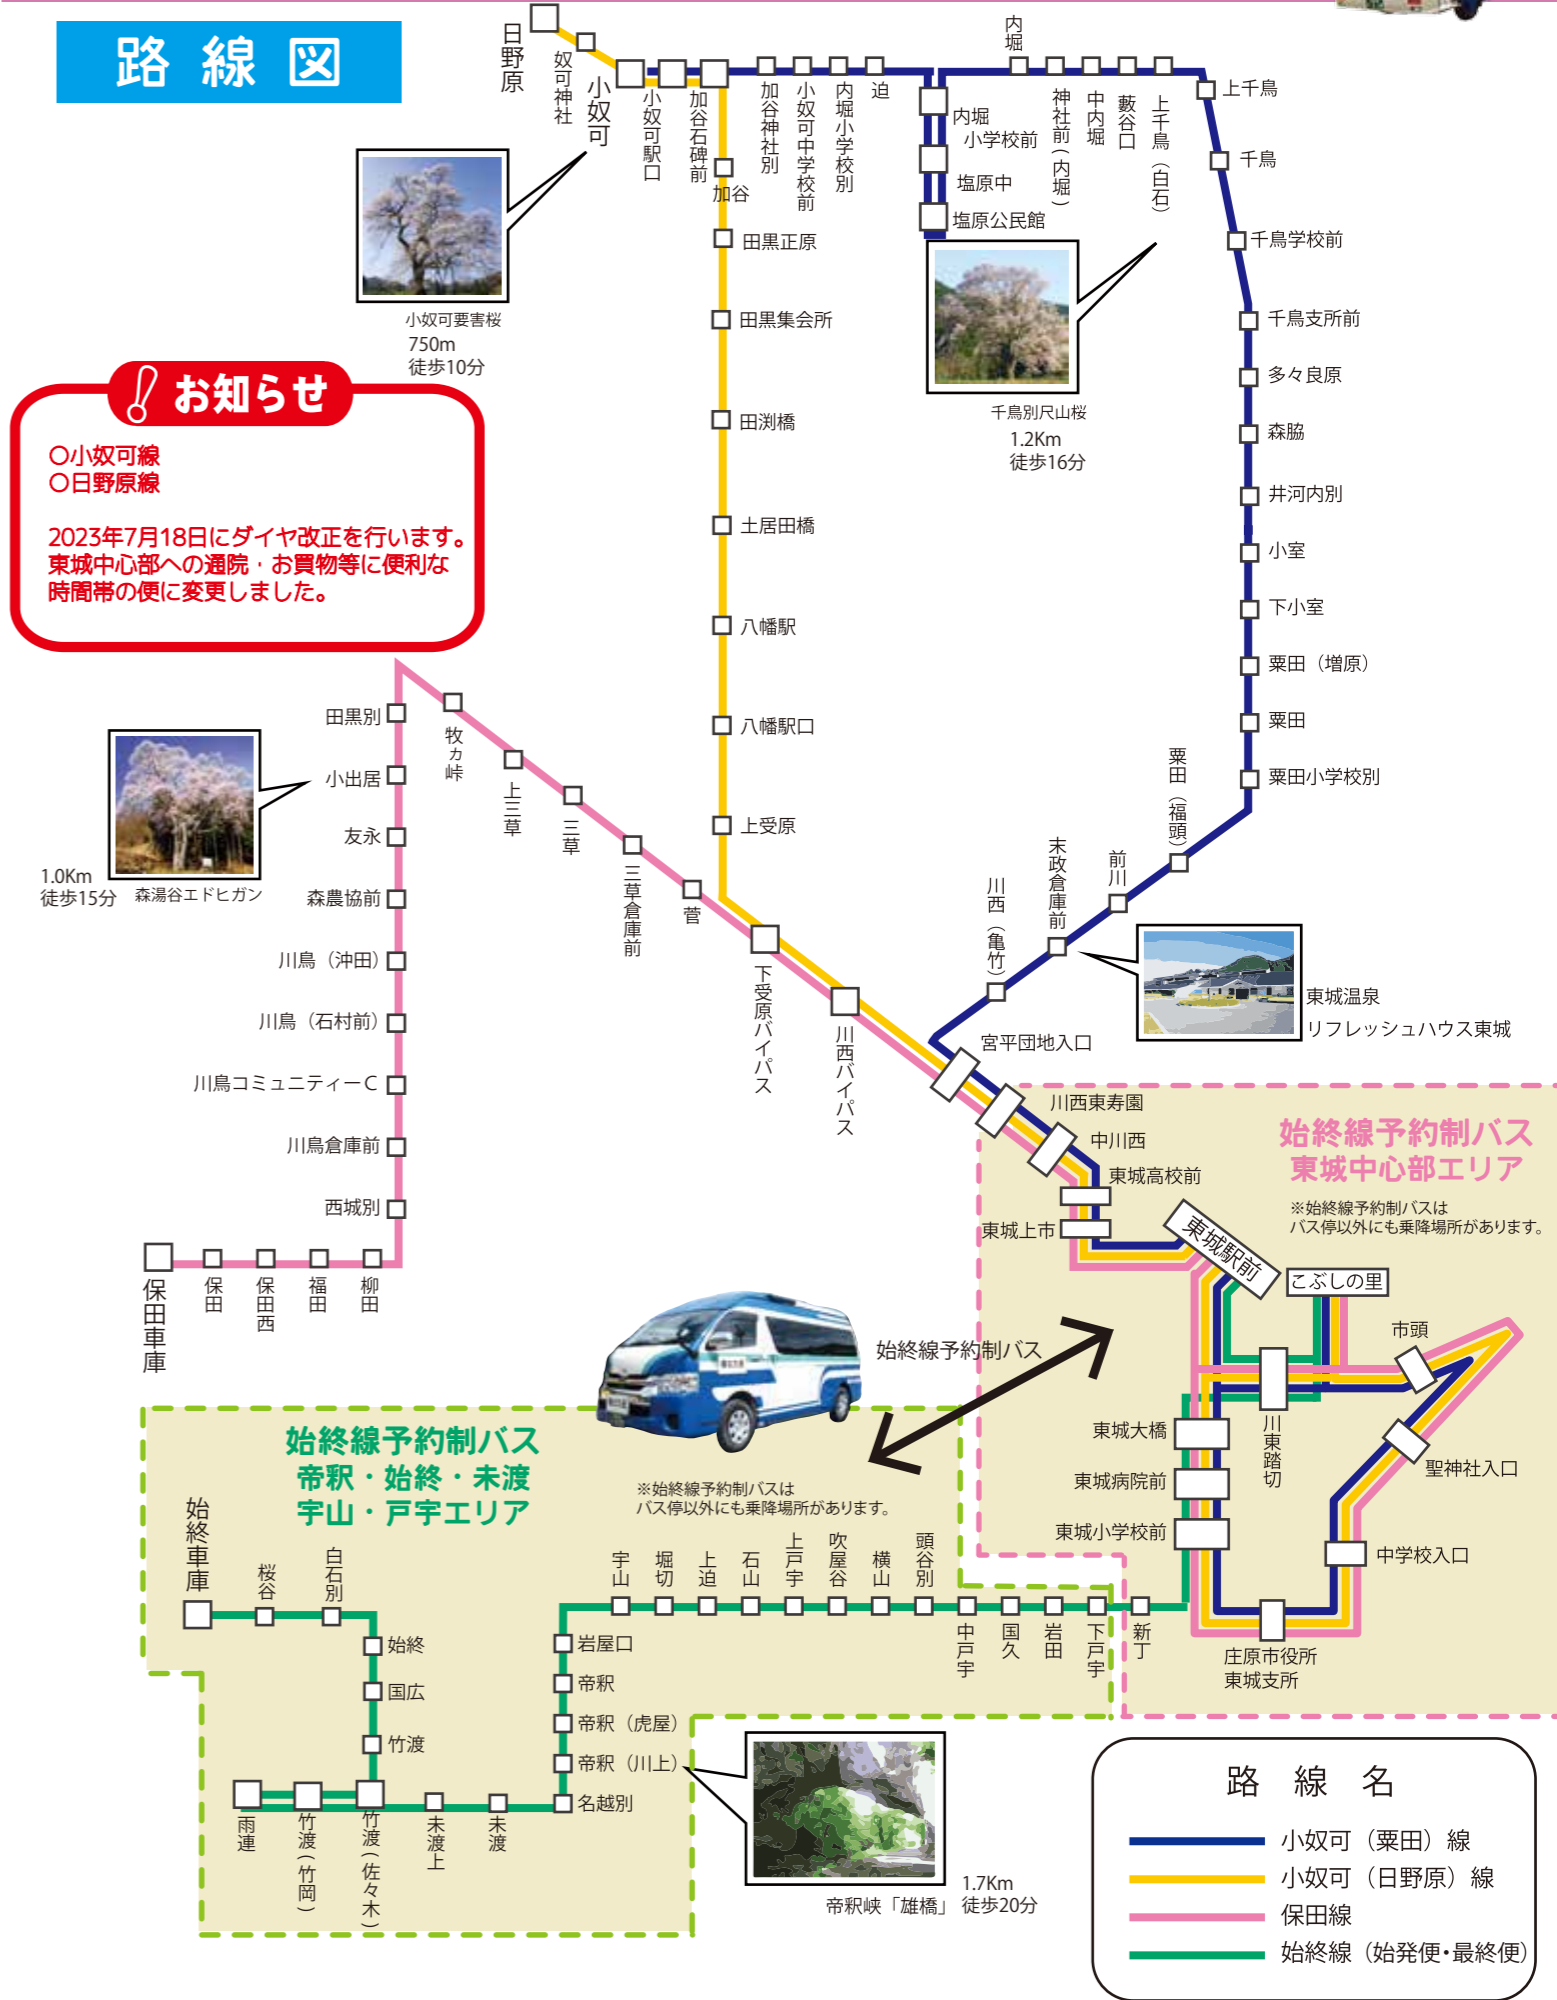 路線図
日野原
奴可神社
小奴可
小奴可駅口
加谷石碑前
加谷神社別
小奴可中学校前
内堀小学校別
迫
内堀
小学校前
塩原中
塩原公民館
内堀
神社前(内堀)
中内堀
藪谷口
上千鳥(白石)
上千鳥
千鳥
千鳥学校前
千鳥支所前
多々良原
森脇
井河内別
小室
下小室
粟田(増原)
粟田
粟田小学校別
粟田(福頭)
前川
末政倉庫前
川西(亀竹)
小奴可要害桜
750m
徒歩10分
千鳥別尺山桜
1.2Km
徒歩16分
加谷
田黒正原
田黒集会所
田渕橋
土居田橋
八幡駅
八幡駅口
上受原
お知らせ
○小奴可線
○日野原線
2023年7月18日にダイヤ改正を行います。
東城中心部への通院・お買物等に便利な
時間帯の便に変更しました。
田黒別
小出居
友永
森農協前
川鳥(沖田)
川鳥(石村前)
川鳥コミュニティーC
川鳥倉庫前
西城別
1.0Km
徒歩15分
森湯谷エドヒガン
牧ヵ峠
上三草
三草
三草倉庫前
菅
下受原バイパス
川西バイパス
東城温泉
リフレッシュハウス東城
宮平団地入口
川西東寿園
中川西
東城高校前
東城上市
保田車庫
保田
保田西
福田
柳田
始終線予約制バス
東城中心部エリア
※始終線予約制バスは
バス停以外にも乗降場所があります。
東城駅前
こぶしの里
市頭
川東踏切
東城大橋
東城病院前
東城小学校前
聖神社入口
中学校入口
庄原市役所
東城支所
始終線予約制バス
始終線予約制バス
帝釈・始終・未渡
宇山・戸宇エリア
※始終線予約制バスは
バス停以外にも乗降場所があります。
始終車庫
桜谷
白石別
始終
国広
竹渡
雨連
竹渡(竹岡)
竹渡(佐々木)
未渡上
未渡
名越別
帝釈(川上)
帝釈(虎屋)
帝釈
岩屋口
宇山
堀切
上迫
石山
上戸宇
吹屋谷
横山
頭谷別
中戸宇
国久
岩田
下戸宇
新丁
帝釈峡「雄橋」
1.7Km
徒歩20分
路線名
小奴可(粟田)線
小奴可(日野原)線
保田線
始終線(始発便・最終便)